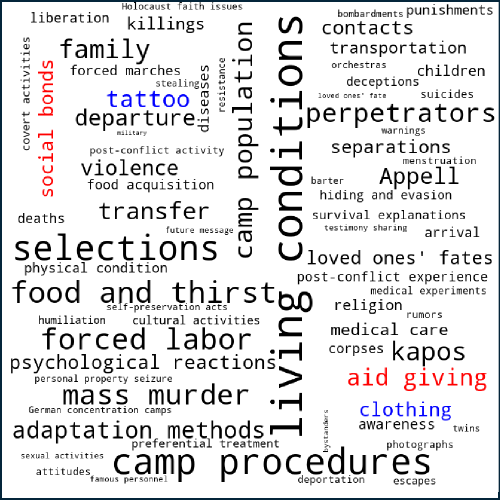 Holocaust faith issues
liberation
killings
bombardments
punishments
contacts
family
transportation
covert activities
social bonds
forced marches
stealing
diseases
resistance
camp population
living conditions
orchestras
children
deceptions
tattoo
loved ones' fate
suicides
departure
military
perpetrators
warnings
post-conflict activity
separations
menstruation
violence
Appell
food acquisition
barter
hiding and evasion
transfer
deaths
survival explanations
future message
testimony sharing
arrival
selections
loved ones' fates
physical condition
post-conflict experience
food and thirst
medical experiments
self-preservation acts
religion
rumors
humiliation
cultural activities
medical care
forced labor
corpses
kapos
psychological reactions
personal property seizure
aid giving
mass murder
German concentration camps
clothing
bystanders
adaptation methods
awareness
twins
preferential treatment
photographs
sexual activities
camp procedures
attitudes
famous personnel
deportation
escapes